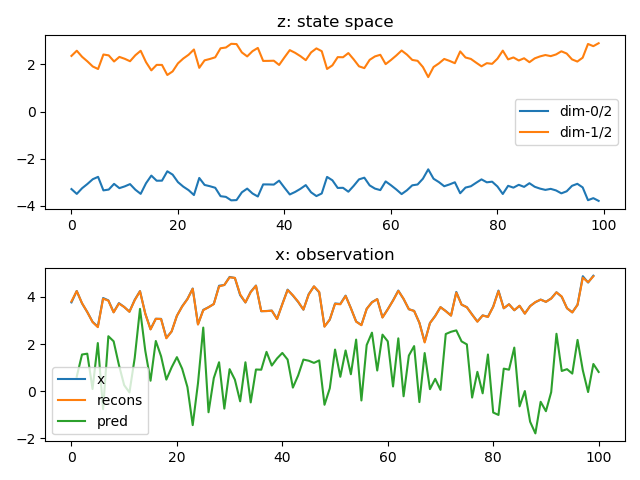 z: state space
2
0
−2
−4
dim-0/2
dim-1/2
0 20 40 60 80 100
x: observation
4
2
0
−2
x
recons
pred
0 20 40 60 80 100